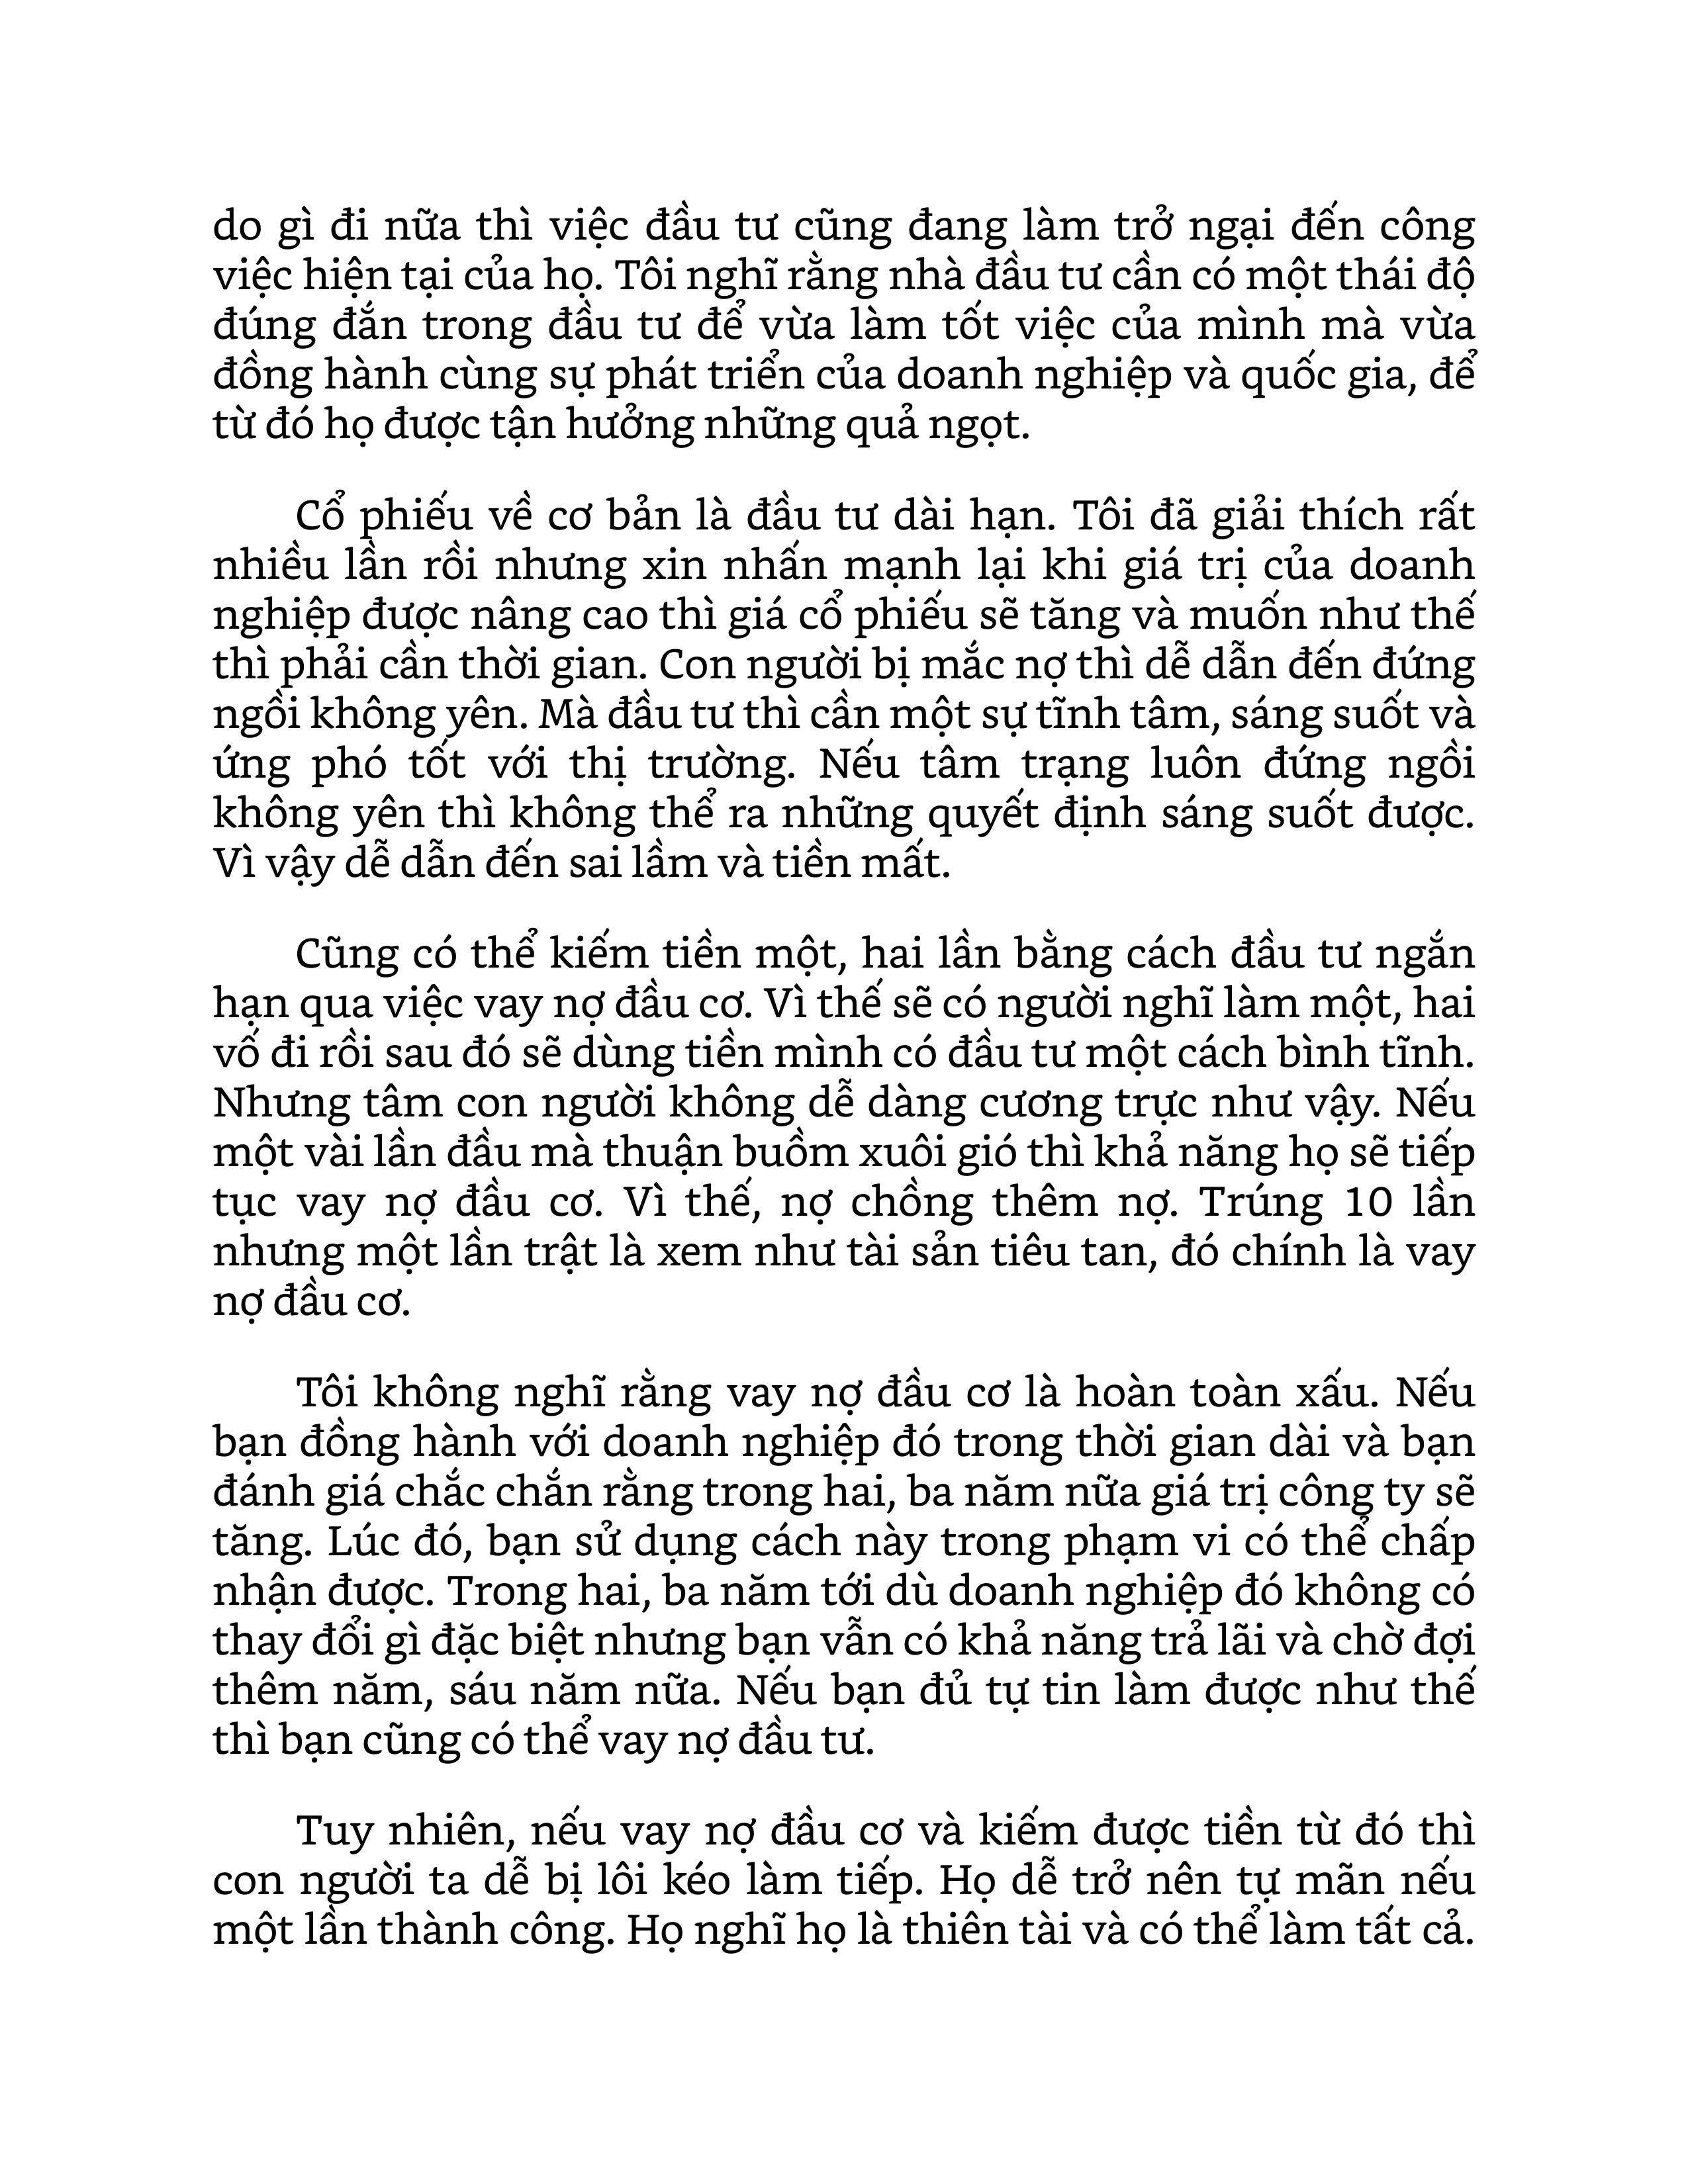 do gì đi nữa thì việc đầu tư cũng đang làm trở ngại đến công
việc hiện tại của họ. Tôi nghĩ rằng nhà đầu tư cần có một thái độ
đúng đắn trong đầu tư để vừa làm tốt việc của mình mà vừa
đồng hành cùng sự phát triển của doanh nghiệp và quốc gia, để
từ đó họ được tận hưởng những quả ngọt.
Cổ phiếu về cơ bản là đầu tư dài hạn. Tôi đã giải thích rất
nhiều lần rồi nhưng xin nhấn mạnh lại khi giá trị của doanh
nghiệp được nâng cao thì giá cổ phiếu sẽ tăng và muốn như thế
thì phải cần thời gian. Con người bị mắc nợ thì dễ dẫn đến đứng
ngồi không yên. Mà đầu tư thì cần một sự tĩnh tâm, sáng suốt và
ứng phó tốt với thị trường. Nếu tâm trạng luôn đứng ngồi
không yên thì không thể ra những quyết định sáng suốt được.
Vì vậy dễ dẫn đến sai lầm và tiền mất.
Cũng có thể kiếm tiền một, hai lần bằng cách đầu tư ngắn
hạn qua việc vay nợ đầu cơ. Vì thế sẽ có người nghĩ làm một, hai
vố đi rồi sau đó sẽ dùng tiền mình có đầu tư một cách bình tĩnh.
Nhưng tâm con người không dễ dàng cương trực như vậy. Nếu
một vài lần đầu mà thuận buồm xuôi gió thì khả năng họ sẽ tiếp
tục vay nợ đầu cơ. Vì thế, nợ chồng thêm nợ. Trúng 10 lần
nhưng một lần trật là xem như tài sản tiêu tan, đó chính là vay
nợ đầu cơ.
Tôi không nghĩ rằng vay nợ đầu cơ là hoàn toàn xấu. Nếu
bạn đồng hành với doanh nghiệp đó trong thời gian dài và bạn
đánh giá chắc chắn rằng trong hai, ba năm nữa giá trị công ty sẽ
tăng. Lúc đó, bạn sử dụng cách này trong phạm vi có thể chấp
nhận được. Trong hai, ba năm tới dù doanh nghiệp đó không có
thay đổi gì đặc biệt nhưng bạn vẫn có khả năng trả lãi và chờ đợi
thêm năm, sáu năm nữa. Nếu bạn đủ tự tin làm được như thế
thì bạn cũng có thể vay nợ đầu tư.
Tuy nhiên, nếu vay nợ đầu cơ và kiếm được tiền từ đó thì
con người ta dễ bị lôi kéo làm tiếp. Họ dễ trở nên tự mãn nếu
một lần thành công. Họ nghĩ họ là thiên tài và có thể làm tất cả.